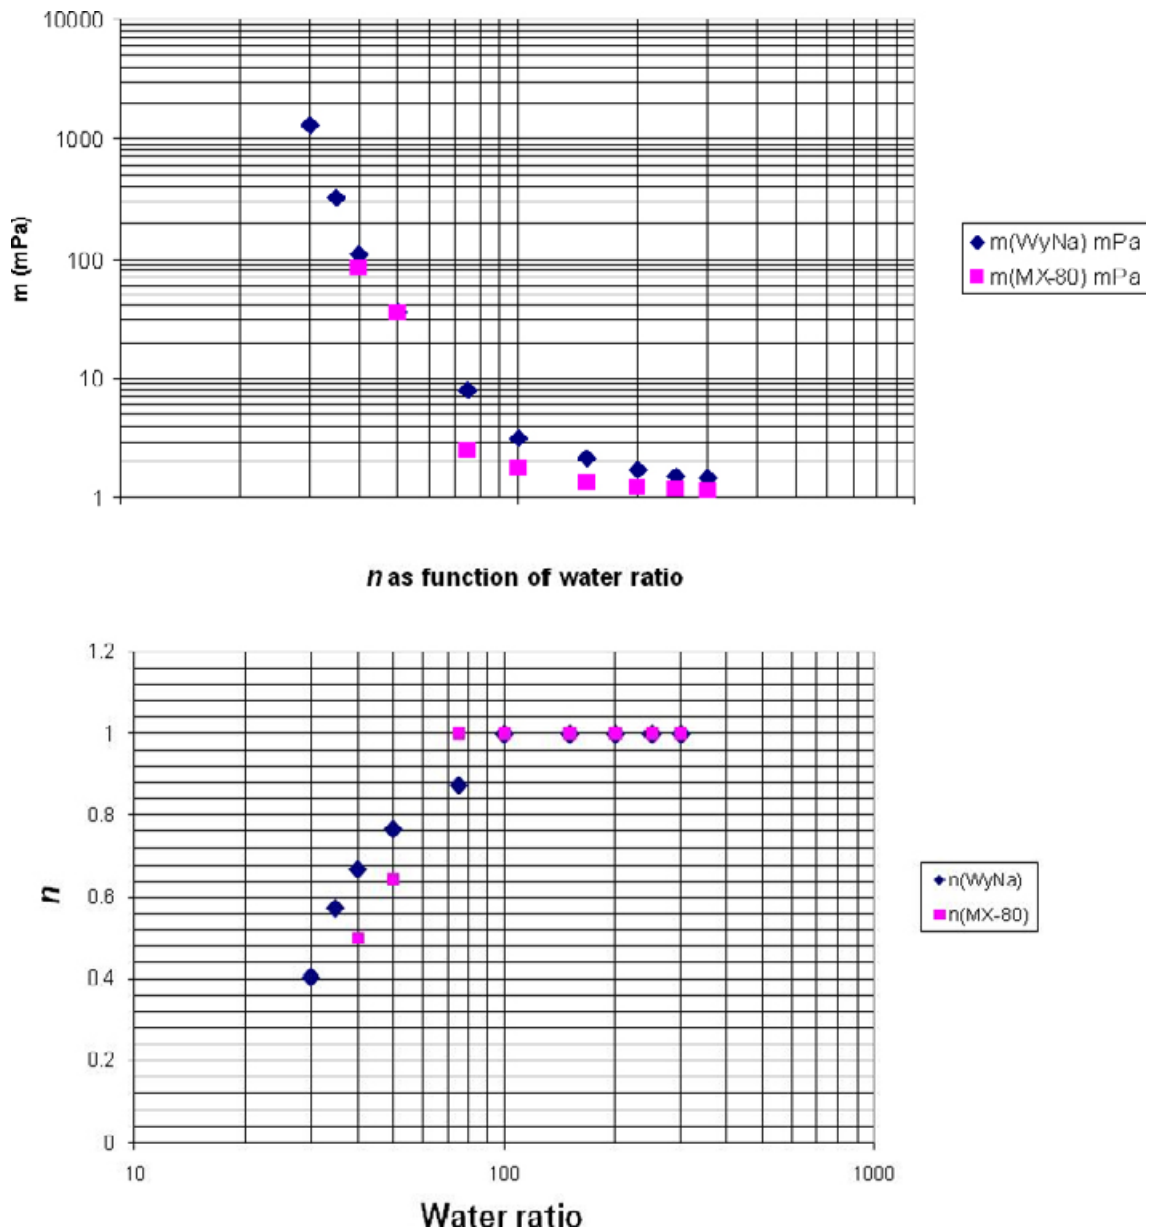 10000
1000
100
10
1
m (mPa)
m(WyNa) mPa
m(MX-80) mPa
n as function of water ratio
1.2
1
0.8
0.6
0.4
0.2
0
n
n(WyNa)
n(MX-80)
10 100 1000
Water ratio